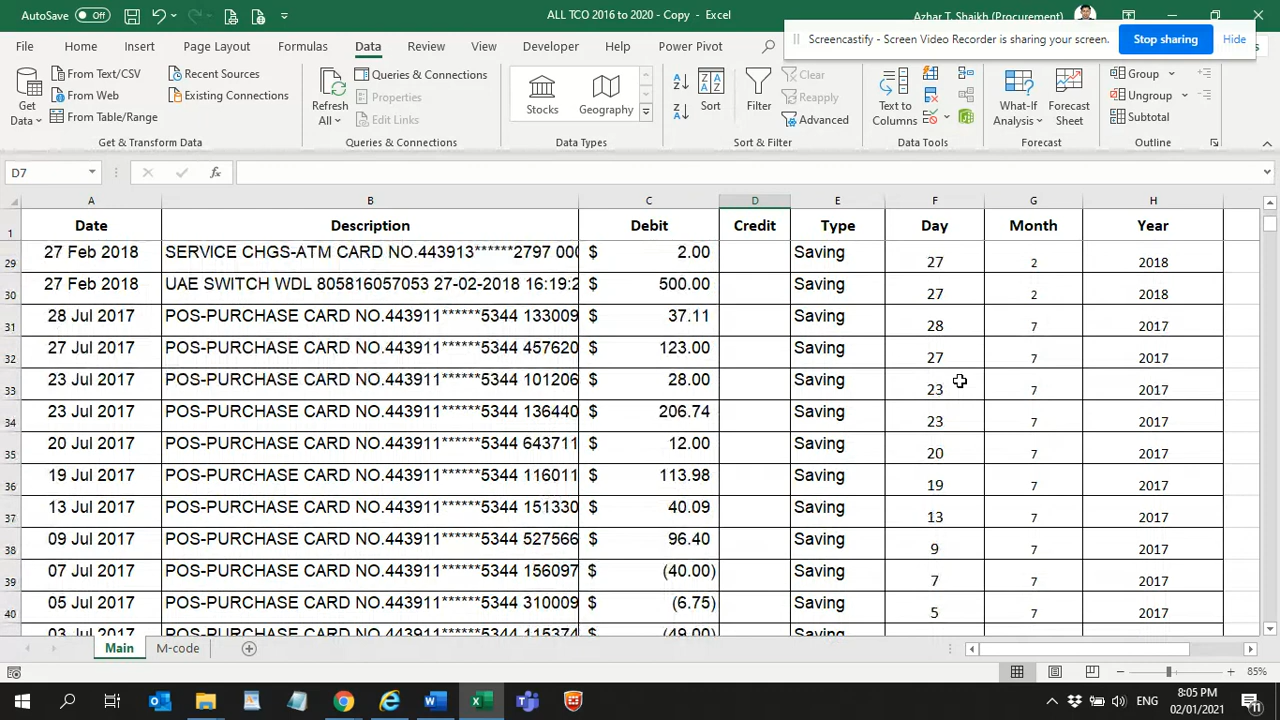 AutoSave Off ALL TCO 2016 to 2020 - Copy - Excel Azhar T. Shaikh (Procurement)
Screencastify - Screen Video Recorder is sharing your screen. Stop sharing Hide
File Home Insert Page Layout Formulas Data Review View Developer Help Power Pivot
From Text/CSV Recent Sources Queries & Connections Clear Group
From Web Existing Connections Properties Reapply Ungroup
From Table/Range Edit Links Advanced Subtotal
Get Data Refresh All Stocks Geography Sort Filter Text to Columns What-If Analysis Forecast Sheet
Get & Transform Data Queries & Connections Data Types Sort & Filter Data Tools Forecast Outline
D7 fx
A B C D E F G H
1 Date Description Debit Credit Type Day Month Year
29 27 Feb 2018 SERVICE CHGS-ATM CARD NO.443913******2797 000 $ 2.00 Saving 27 2 2018
30 27 Feb 2018 UAE SWITCH WDL 805816057053 27-02-2018 16:19:2 $ 500.00 Saving 27 2 2018
31 28 Jul 2017 POS-PURCHASE CARD NO.443911******5344 133009 $ 37.11 Saving 28 7 2017
32 27 Jul 2017 POS-PURCHASE CARD NO.443911******5344 457620 $ 123.00 Saving 27 7 2017
33 23 Jul 2017 POS-PURCHASE CARD NO.443911******5344 101206 $ 28.00 Saving 23 7 2017
34 23 Jul 2017 POS-PURCHASE CARD NO.443911******5344 136440 $ 206.74 Saving 23 7 2017
35 20 Jul 2017 POS-PURCHASE CARD NO.443911******5344 643711 $ 12.00 Saving 20 7 2017
36 19 Jul 2017 POS-PURCHASE CARD NO.443911******5344 116011 $ 113.98 Saving 19 7 2017
37 13 Jul 2017 POS-PURCHASE CARD NO.443911******5344 151330 $ 40.09 Saving 13 7 2017
38 09 Jul 2017 POS-PURCHASE CARD NO.443911******5344 527566 $ 96.40 Saving 9 7 2017
39 07 Jul 2017 POS-PURCHASE CARD NO.443911******5344 156097 $ (40.00) Saving 7 7 2017
40 05 Jul 2017 POS-PURCHASE CARD NO.443911******5344 310009 $ (6.75) Saving 5 7 2017
03 Jul 2017 POS-PURCHASE CARD NO.443911******5344 115374 $ (49.00) Saving
Main M-code
85%
ENG 8:05 PM
02/01/2021 11